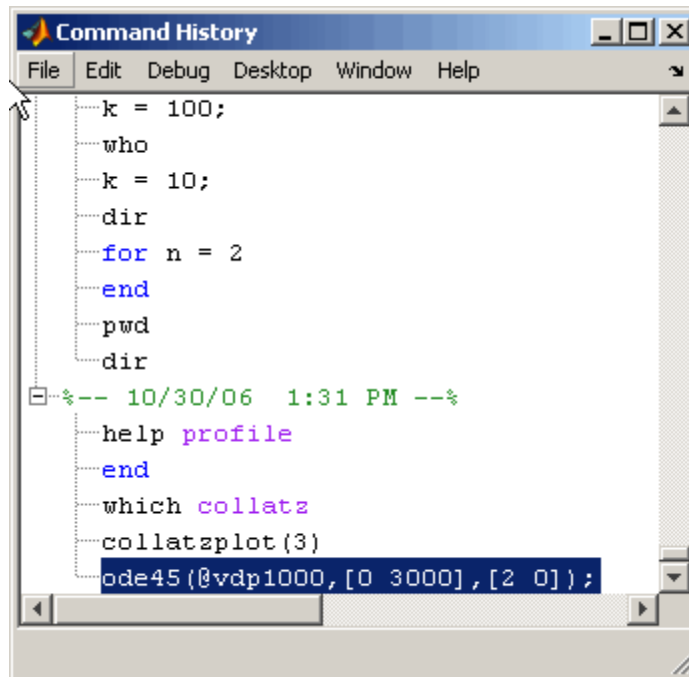 Command History
File Edit Debug Desktop Window Help
k = 100;
who
k = 10;
dir
for n = 2
end
pwd
dir
%-- 10/30/06  1:31 PM --%
help profile
end
which collatz
collatzplot(3)
ode45(@vdp1000,[0 3000],[2 0]);